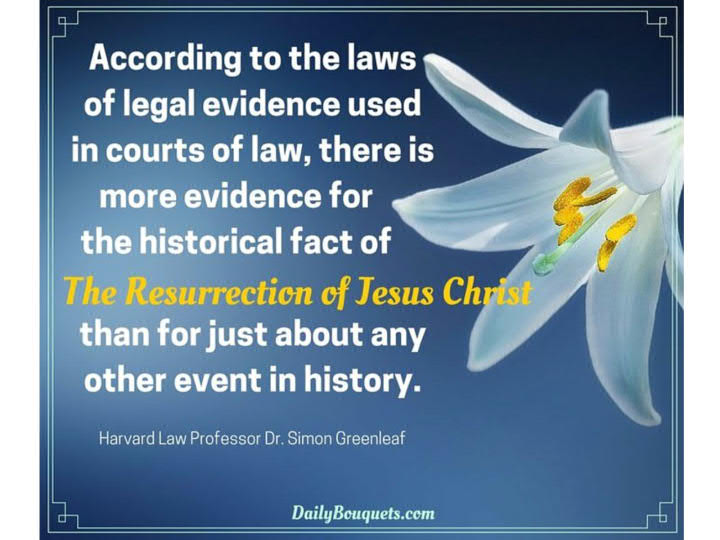 According to the laws
of legal evidence used
in courts of law, there is
more evidence for
the historical fact of
The Resurrection of Jesus Christ
than for just about any
other event in history.
Harvard Law Professor Dr. Simon Greenleaf
DailyBouquets.com